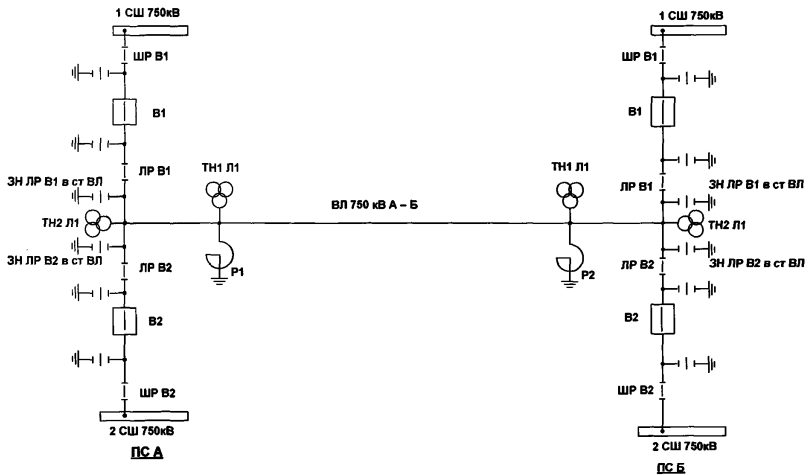 1 СШ 750кВ
ШР В1
В1
ЛР В1
ЗН ЛР В1 в ст ВЛ
ТН2 Л1
ЗН ЛР В2 в ст ВЛ
ЛР В2
В2
ШР В2
2 СШ 750кВ
ПС А
ТН1 Л1
Р1
ВЛ 750 кВ А – Б
ТН1 Л1
Р2
1 СШ 750кВ
ШР В1
В1
ЛР В1
ЗН ЛР В1 в ст ВЛ
ТН2 Л1
ЛР В2
ЗН ЛР В2 в ст ВЛ
В2
ШР В2
2 СШ 750кВ
ПС Б